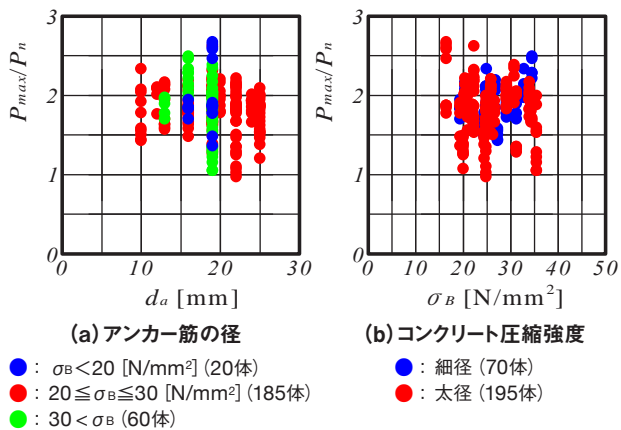 3
2
1
0
P_max/P_n
0 10 20 30
d_a [mm]
(a)アンカー筋の径
●： σB＜20 [N/mm²] (20体)
●： 20≦σB≦30 [N/mm²] (185体)
●： 30＜σB (60体)
3
2
1
0
P_max/P_n
0 10 20 30 40 50
σ_B [N/mm²]
(b)コンクリート圧縮強度
●： 細径 (70体)
●： 太径 (195体)